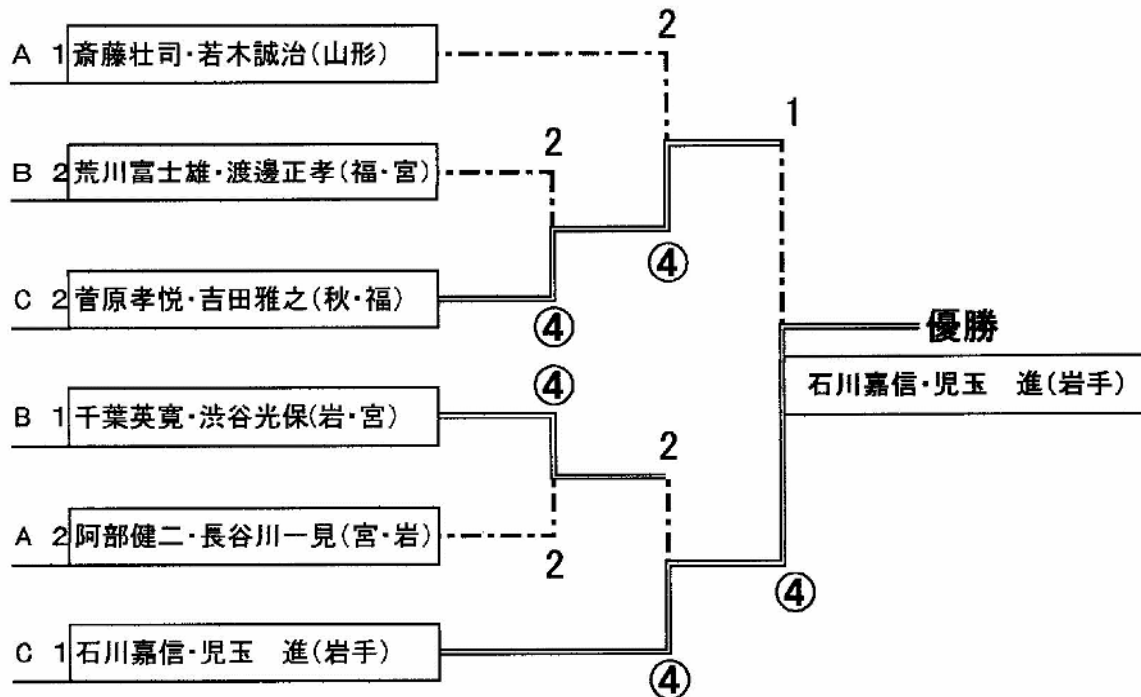 2
A 1 斎藤壮司・若木誠治(山形)
1
2
B 2 荒川富士雄・渡邊正孝(福・宮)
④
C 2 菅原孝悦・吉田雅之(秋・福)
④
優勝
④
石川嘉信・児玉 進(岩手)
B 1 千葉英寛・渋谷光保(岩・宮)
2
A 2 阿部健二・長谷川一見(宮・岩)
2
④
C 1 石川嘉信・児玉 進(岩手)
④